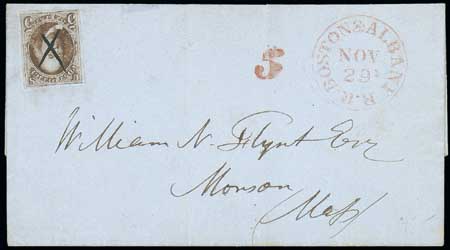 BOSTON & ALBANY R.R.
NOV
29
5
William N. Flynt Esq
Monson
Mass